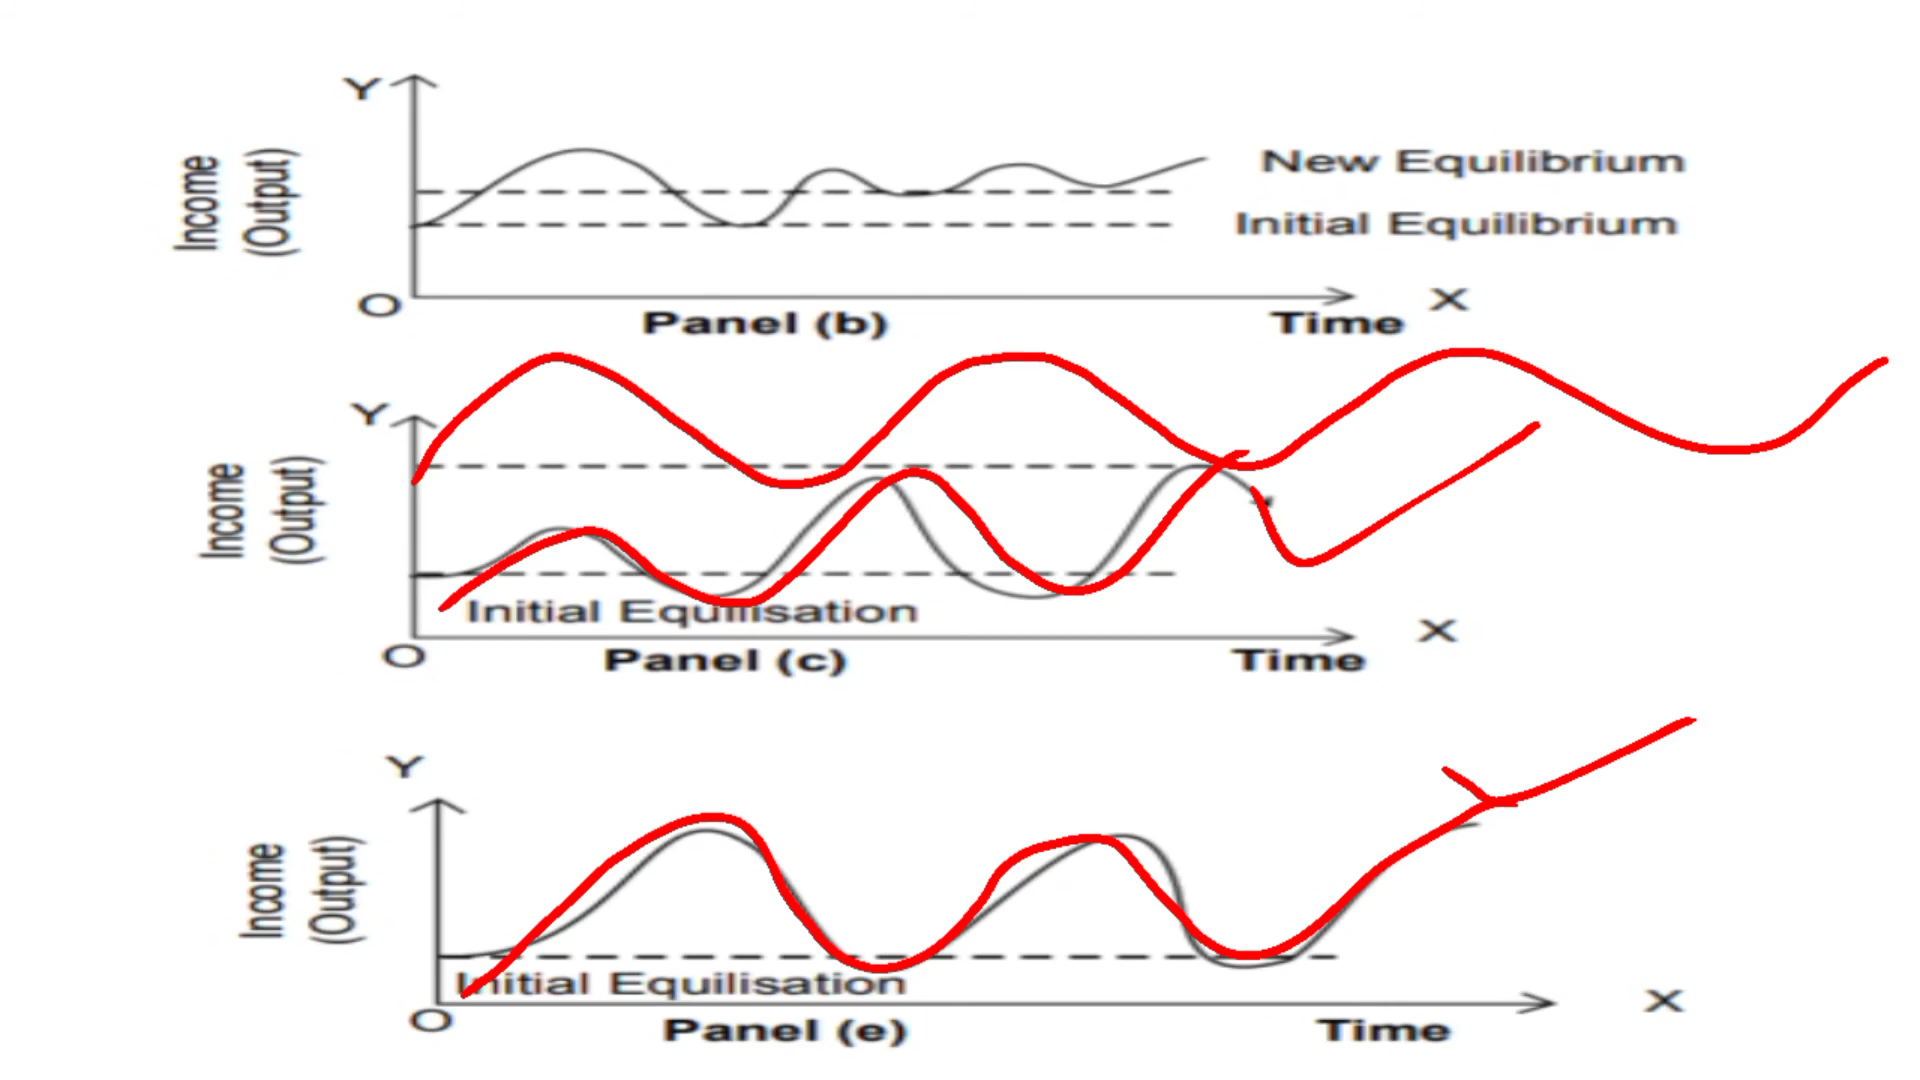 Y
Income
(Output)
New Equilibrium
Initial Equilibrium
O
X
Panel (b)
Time
Y
Income
(Output)
Initial Equilisation
O
X
Panel (c)
Time
Y
Income
(Output)
Initial Equilisation
O
X
Panel (e)
Time